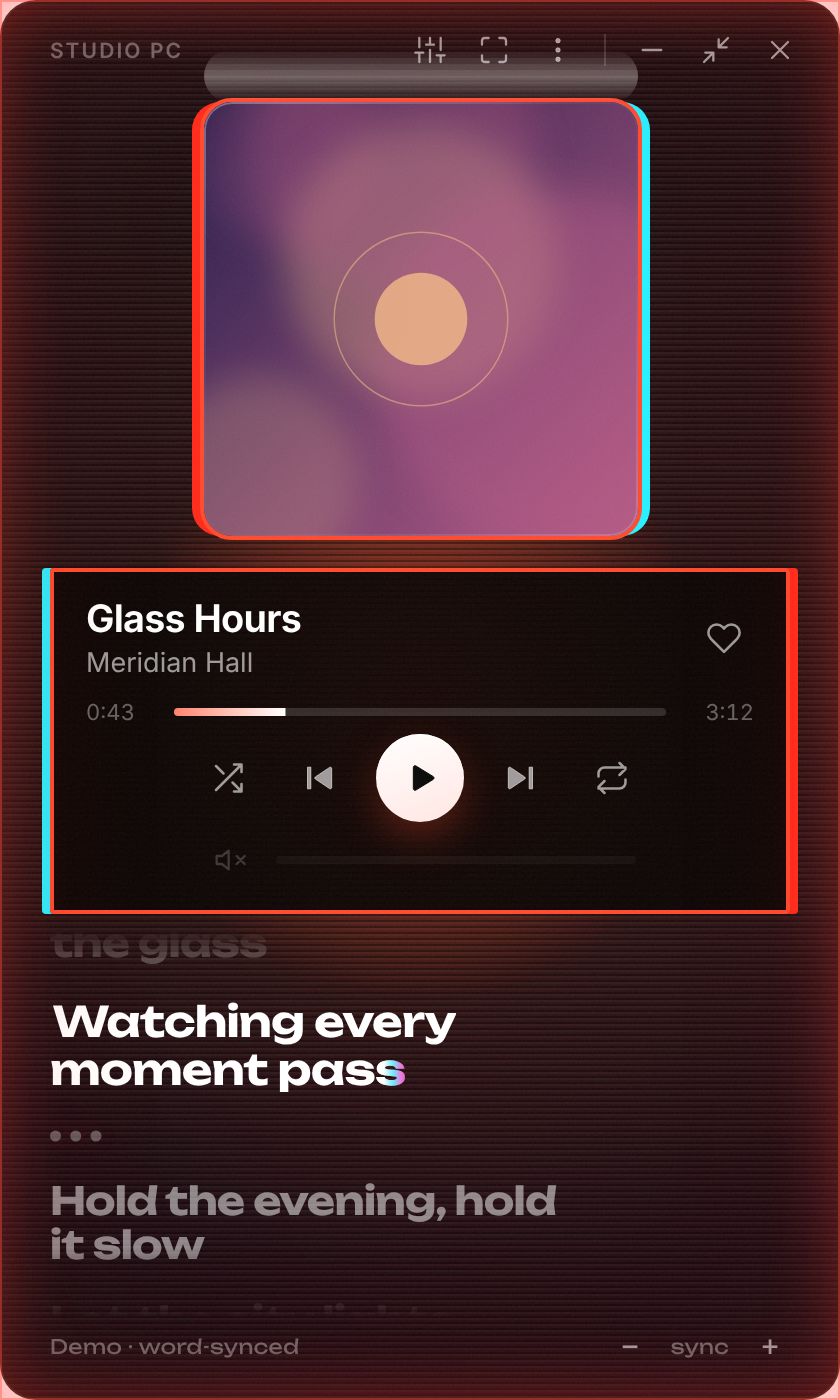 STUDIO PC
Glass Hours
Meridian Hall
0:43
3:12
the glass
Watching every
moment pass
Hold the evening, hold
it slow
Demo · word-synced
− sync +